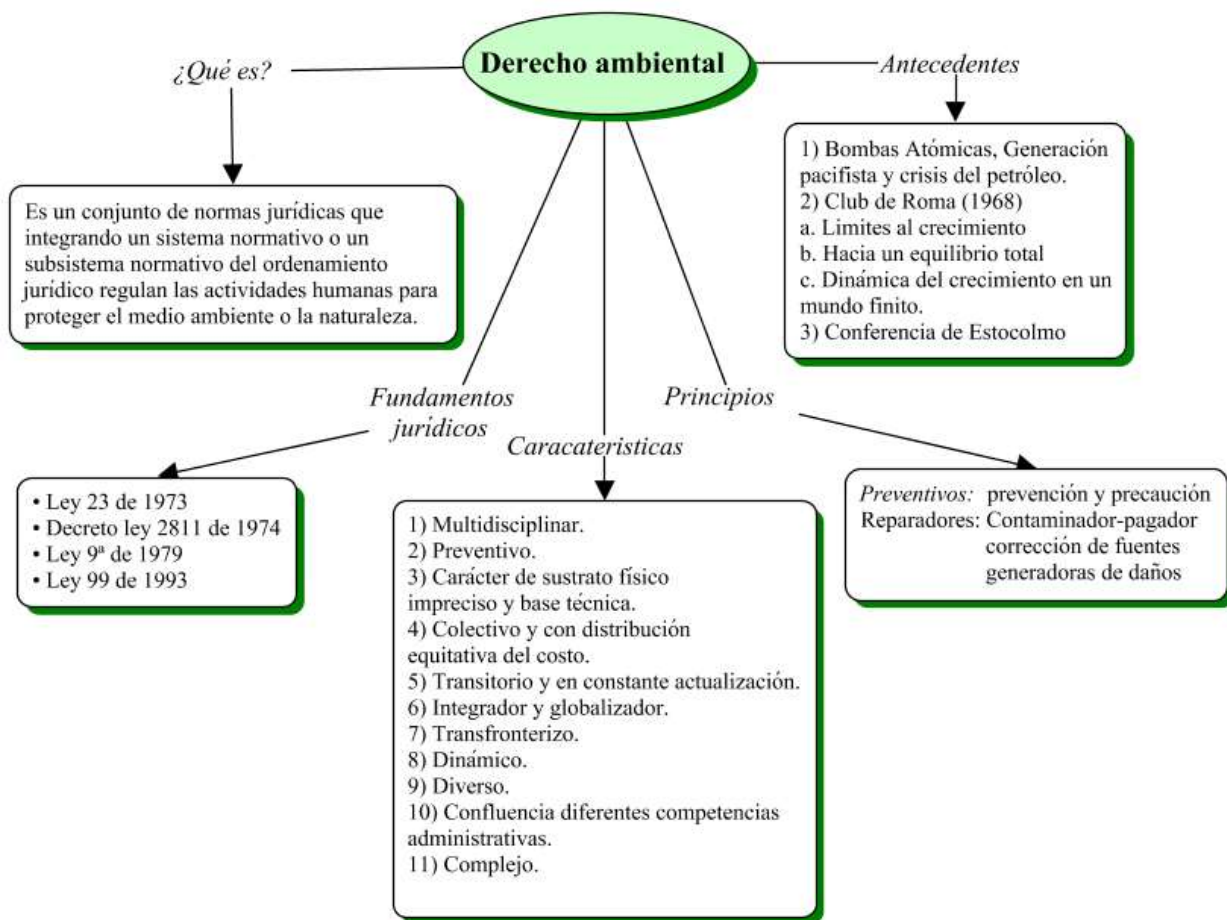 Derecho ambiental
¿Qué es?
Es un conjunto de normas jurídicas que
integrando un sistema normativo o un
subsistema normativo del ordenamiento
jurídico regulan las actividades humanas para
proteger el medio ambiente o la naturaleza.
Antecedentes
1) Bombas Atómicas, Generación
pacifista y crisis del petróleo.
2) Club de Roma (1968)
a. Limites al crecimiento
b. Hacia un equilibrio total
c. Dinámica del crecimiento en un
mundo finito.
3) Conferencia de Estocolmo
Fundamentos
jurídicos
• Ley 23 de 1973
• Decreto ley 2811 de 1974
• Ley 9ª de 1979
• Ley 99 de 1993
Caracateristicas
1) Multidisciplinar.
2) Preventivo.
3) Carácter de sustrato físico
impreciso y base técnica.
4) Colectivo y con distribución
equitativa del costo.
5) Transitorio y en constante actualización.
6) Integrador y globalizador.
7) Transfronterizo.
8) Dinámico.
9) Diverso.
10) Confluencia diferentes competencias
administrativas.
11) Complejo.
Principios
Preventivos: prevención y precaución
Reparadores: Contaminador-pagador
corrección de fuentes
generadoras de daños